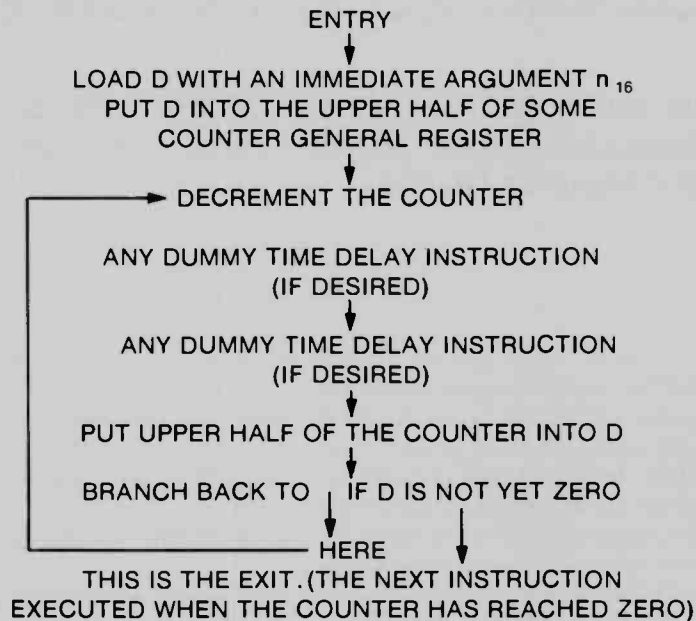 ENTRY
LOAD D WITH AN IMMEDIATE ARGUMENT n 16
PUT D INTO THE UPPER HALF OF SOME
COUNTER GENERAL REGISTER
DECREMENT THE COUNTER
ANY DUMMY TIME DELAY INSTRUCTION
(IF DESIRED)
ANY DUMMY TIME DELAY INSTRUCTION
(IF DESIRED)
PUT UPPER HALF OF THE COUNTER INTO D
BRANCH BACK TO IF D IS NOT YET ZERO
HERE
THIS IS THE EXIT.(THE NEXT INSTRUCTION
EXECUTED WHEN THE COUNTER HAS REACHED ZERO)